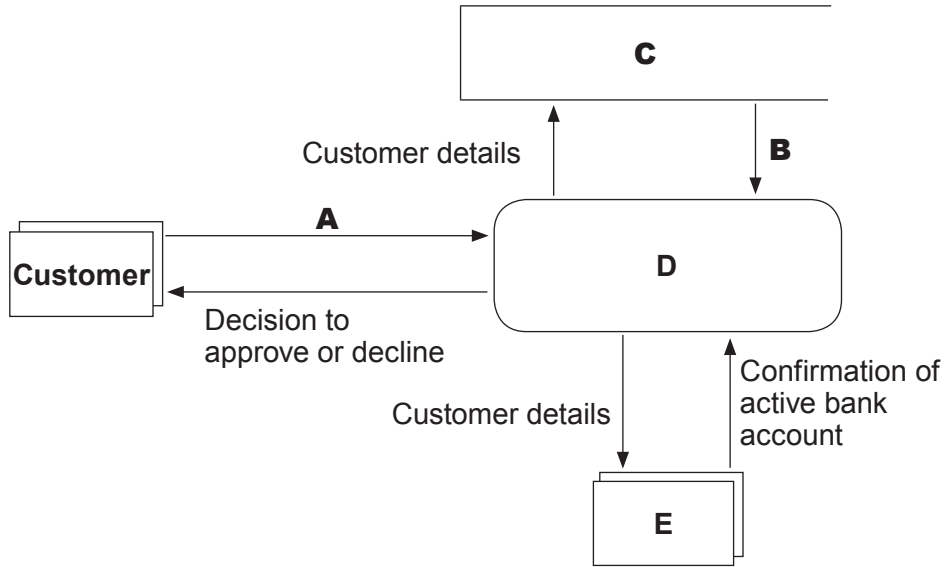 C
Customer details
B
A
Customer
D
Decision to
approve or decline
Customer details
Confirmation of
active bank
account
E